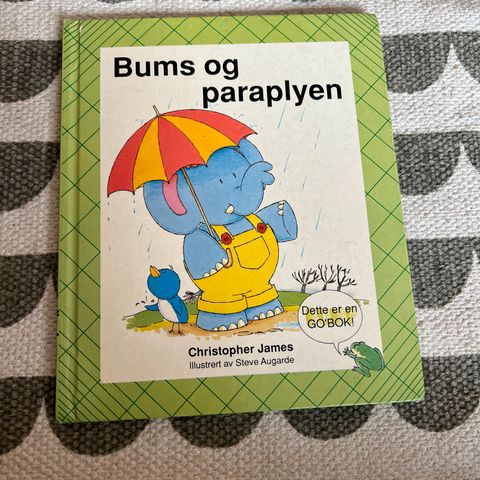 Bums og
paraplyen
Dette er en
GO'BOK!
Christopher James
Illustrert av Steve Augarde